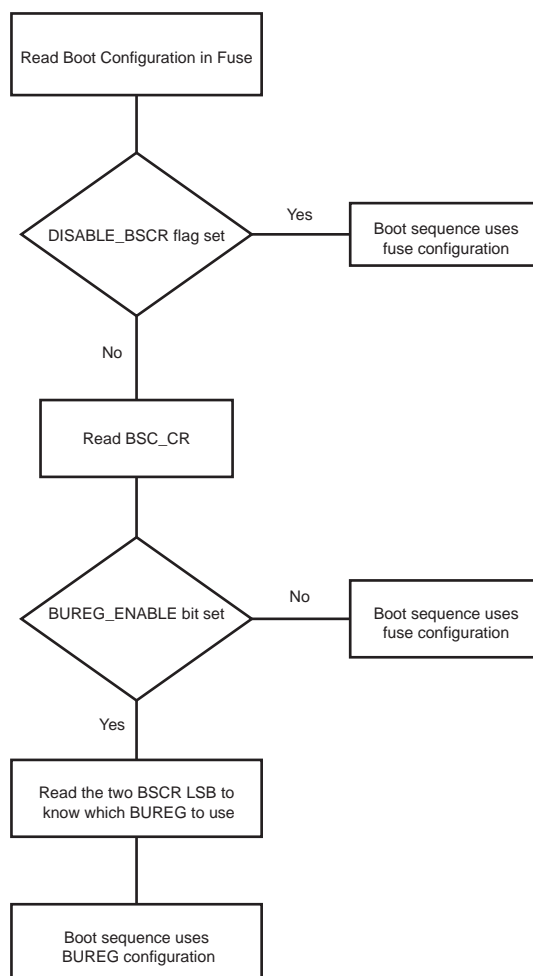 Read Boot Configuration in Fuse
DISABLE_BSCR flag set
Yes
Boot sequence uses
fuse configuration
No
Read BSC_CR
BUREG_ENABLE bit set
No
Boot sequence uses
fuse configuration
Yes
Read the two BSCR LSB to
know which BUREG to use
Boot sequence uses
BUREG configuration